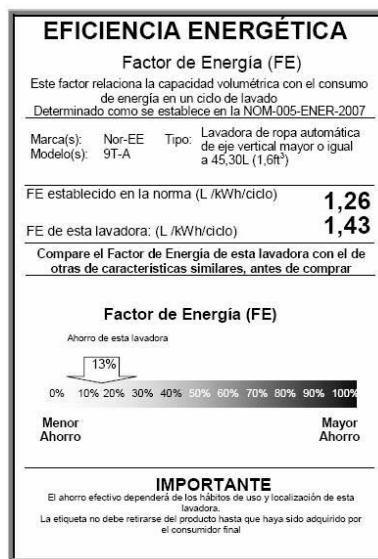 EFICIENCIA ENERGÉTICA
Factor de Energía (FE)
Este factor relaciona la capacidad volumétrica con el consumo
de energía en un ciclo de lavado
Determinado como se establece en la NOM-005-ENER-2007
Marca(s): Nor-EE Tipo: Lavadora de ropa automática
Modelo(s): 9T-A de eje vertical mayor o igual
a 45,30L (1,6ft³)
FE establecido en la norma (L /kWh/ciclo) 1,26
FE de esta lavadora: (L /kWh/ciclo) 1,43
Compare el Factor de Energía de esta lavadora con el de
otras de características similares, antes de comprar
Factor de Energía (FE)
Ahorro de esta lavadora
13%
0% 10% 20% 30% 40% 50% 60% 70% 80% 90% 100%
Menor Mayor
Ahorro Ahorro
IMPORTANTE
El ahorro efectivo dependerá de los hábitos de uso y localización de esta
lavadora.
La etiqueta no debe retirarse del producto hasta que haya sido adquirido por
el consumidor final